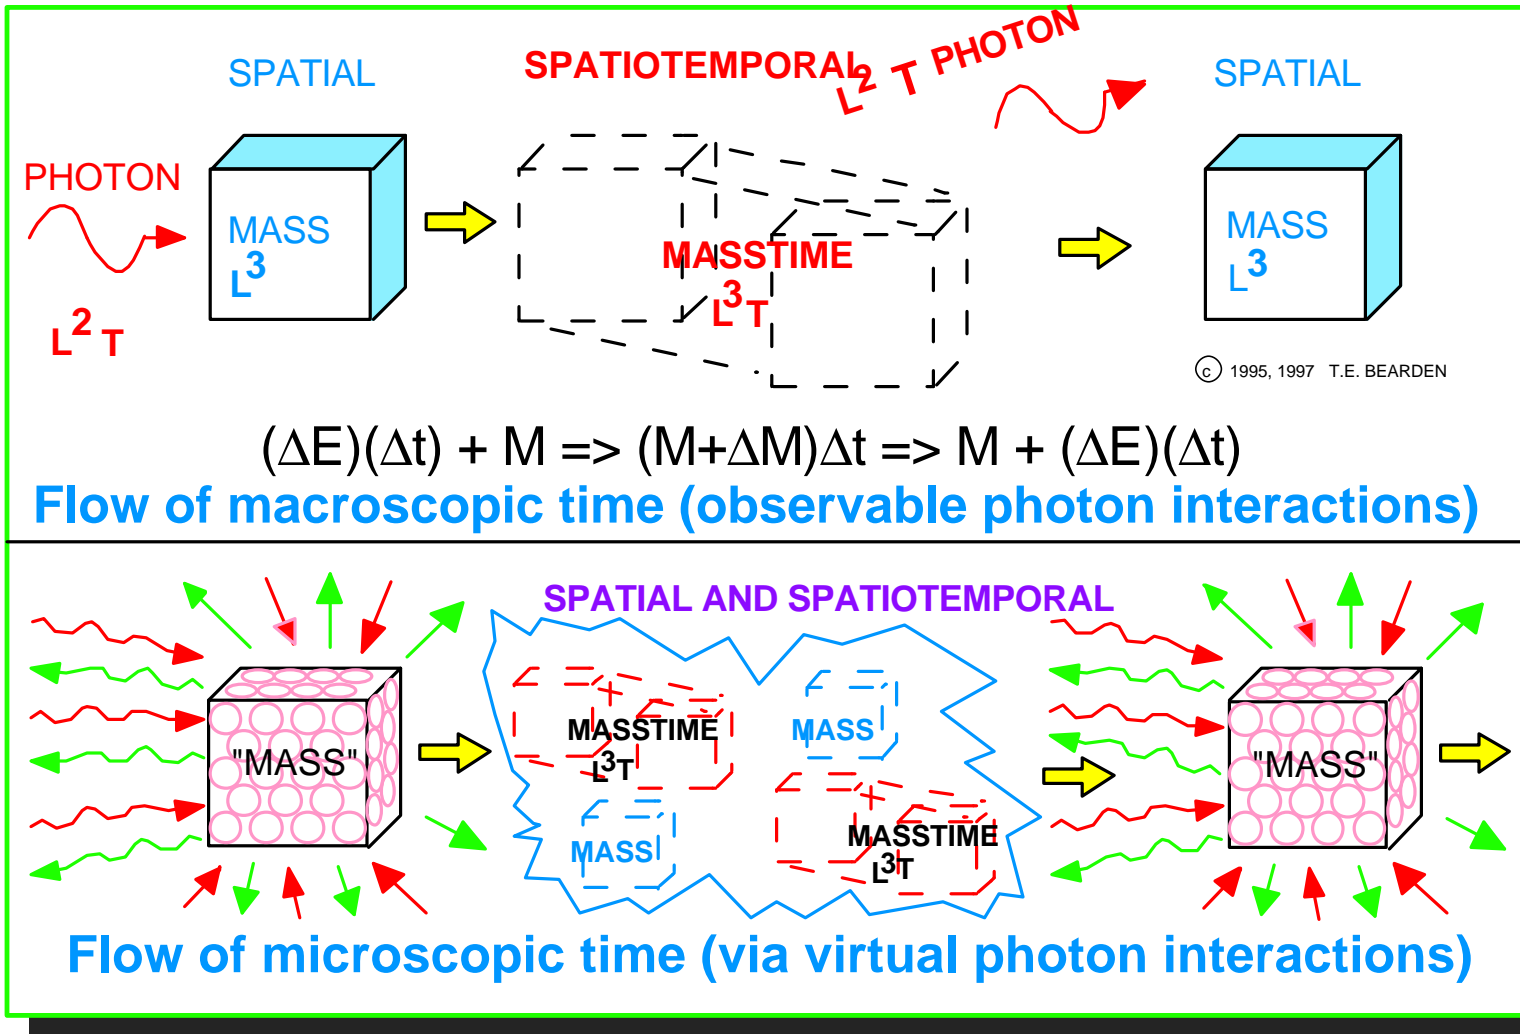 SPATIAL
SPATIOTEMPORAL
L² T PHOTON
SPATIAL
PHOTON
L² T
MASS
L³
MASSTIME
L³T
MASS
L³
© 1995, 1997 T.E. BEARDEN
(ΔE)(Δt) + M => (M+ΔM)Δt => M + (ΔE)(Δt)
Flow of macroscopic time (observable photon interactions)
SPATIAL AND SPATIOTEMPORAL
"MASS"
MASSTIME
L³T
MASS
MASS
MASSTIME
L³T
"MASS"
Flow of microscopic time (via virtual photon interactions)